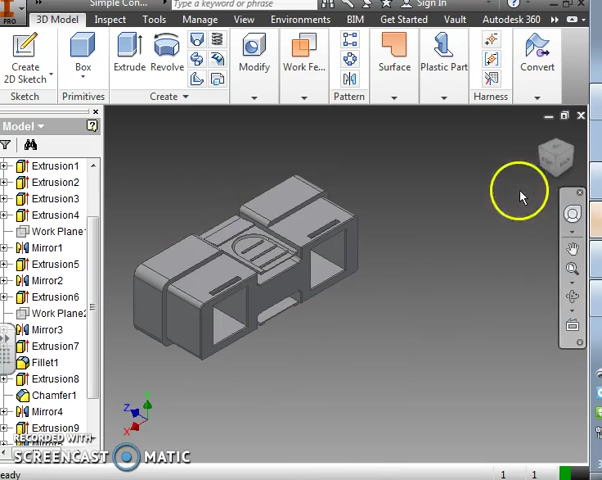 Simple Con...
Type a keyword or phrase
Sign In
PRO
3D Model Inspect Tools Manage View Environments BIM Get Started Vault Autodesk 360
Create
2D Sketch
Box
Extrude Revolve
Modify
Work Fe...
Surface
Plastic Part
Convert
Sketch Primitives Create Pattern Harness
Model
Extrusion1
Extrusion2
Extrusion3
Extrusion4
Work Plane
Mirror1
Extrusion5
Mirror2
Extrusion6
Work Plane2
Mirror3
Extrusion7
Fillet1
Extrusion8
Chamfer1
Mirror4
Extrusion9
Z
X
RECORDED WITH
SCREENCAST MATIC
eady
1 1